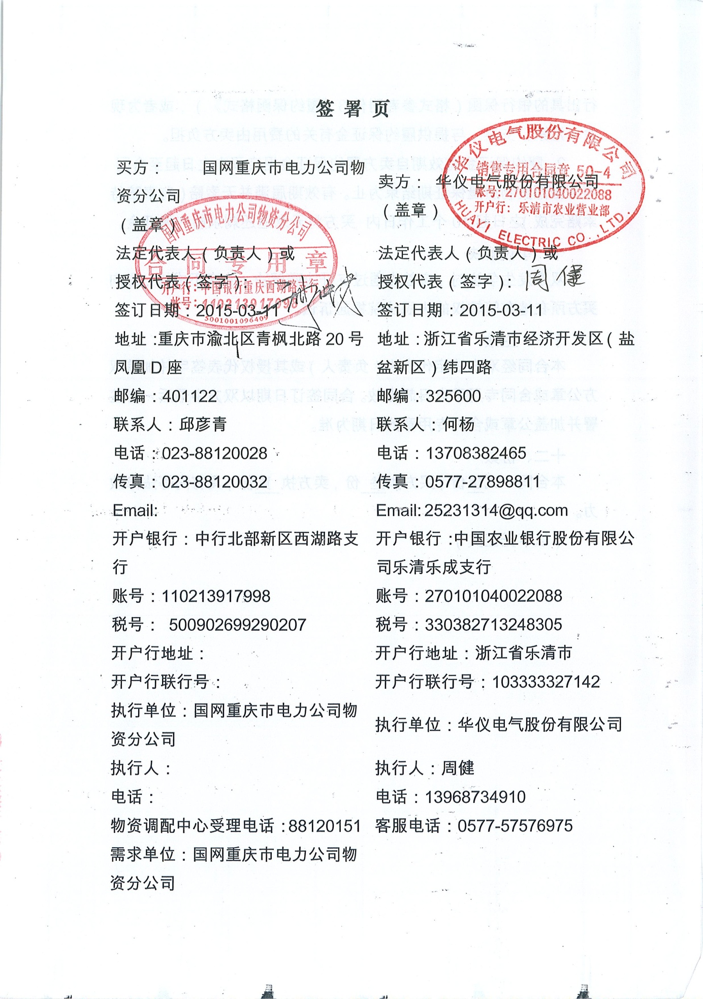 签署页
买方： 国网重庆市电力公司物
资分公司
（盖章）
法定代表人（负责人）或
授权代表（签字）：
签订日期：2015-03-11
地址：重庆市渝北区青枫北路20号
凤凰D座
邮编：401122
联系人：邱彦青
电话：023-88120028
传真：023-88120032
Email:
开户银行：中行北部新区西湖路支
行
账号：110213917998
税号： 500902699290207
开户行地址：
开户行联行号：
执行单位：国网重庆市电力公司物
资分公司
执行人：
电话：
物资调配中心受理电话：88120151
需求单位：国网重庆市电力公司物
资分公司
国网重庆市电力公司物资分公司
合同专用章
开户行：中国银行重庆西湖路支行
帐号：110213917998
5001001096409
卖方： 华仪电气股份有限公司
（盖章）
法定代表人（负责人）或
授权代表（签字）：周健
签订日期：2015-03-11
地址：浙江省乐清市经济开发区（盐
盆新区）纬四路
邮编：325600
联系人：何杨
电话：13708382465
传真：0577-27898811
Email: 25231314@qq.com
开户银行：中国农业银行股份有限公
司乐清乐成支行
账号：270101040022088
税号：330382713248305
开户行地址：浙江省乐清市
开户行联行号：103333327142
执行单位：华仪电气股份有限公司
执行人：周健
电话：13968734910
客服电话：0577-57576975
华仪电气股份有限公司
销售专用合同章 50-4
账号：270101040022088
开户行：乐清市农业营业部
HUAYI ELECTRIC CO.,LTD.